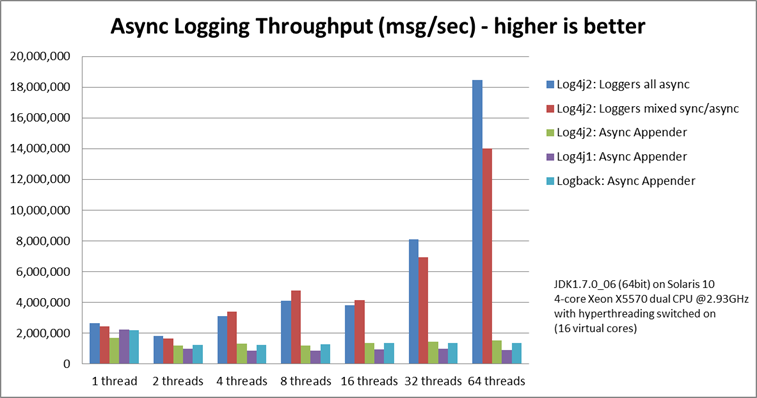 Async Logging Throughput (msg/sec) - higher is better
20,000,000
18,000,000
16,000,000
14,000,000
12,000,000
10,000,000
8,000,000
6,000,000
4,000,000
2,000,000
0
1 thread
2 threads
4 threads
8 threads
16 threads
32 threads
64 threads
Log4j2: Loggers all async
Log4j2: Loggers mixed sync/async
Log4j2: Async Appender
Log4j1: Async Appender
Logback: Async Appender
JDK1.7.0_06 (64bit) on Solaris 10
4-core Xeon X5570 dual CPU @2.93GHz
with hyperthreading switched on
(16 virtual cores)